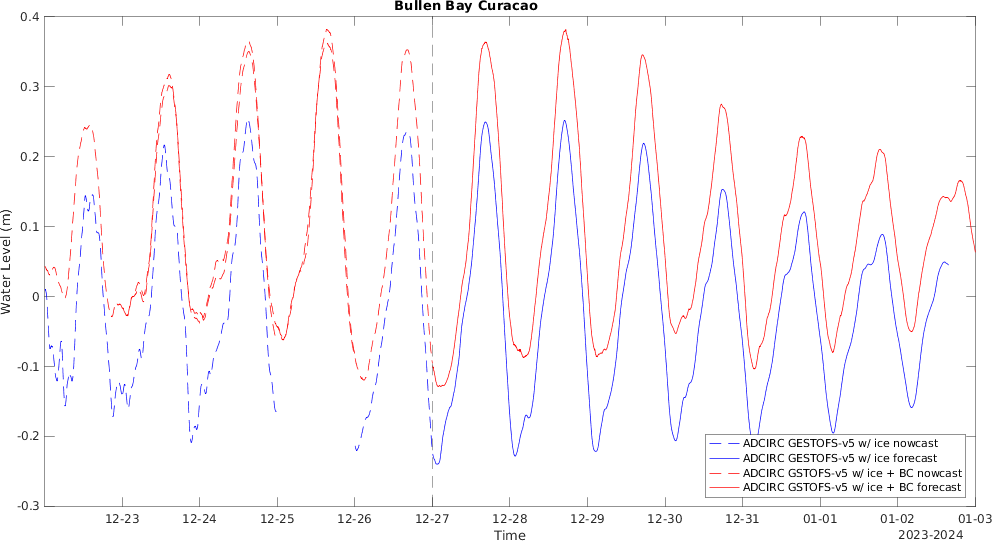 Bullen Bay Curacao
0.4
0.3
0.2
0.1
0
-0.1
-0.2
-0.3
Water Level (m)
ADCIRC GESTOFS-v5 w/ ice nowcast
ADCIRC GESTOFS-v5 w/ ice forecast
ADCIRC GSTOFS-v5 w/ ice + BC nowcast
ADCIRC GSTOFS-v5 w/ ice + BC forecast
12-23 12-24 12-25 12-26 12-27 12-28 12-29 12-30 12-31 01-01 01-02 01-03
Time
2023-2024